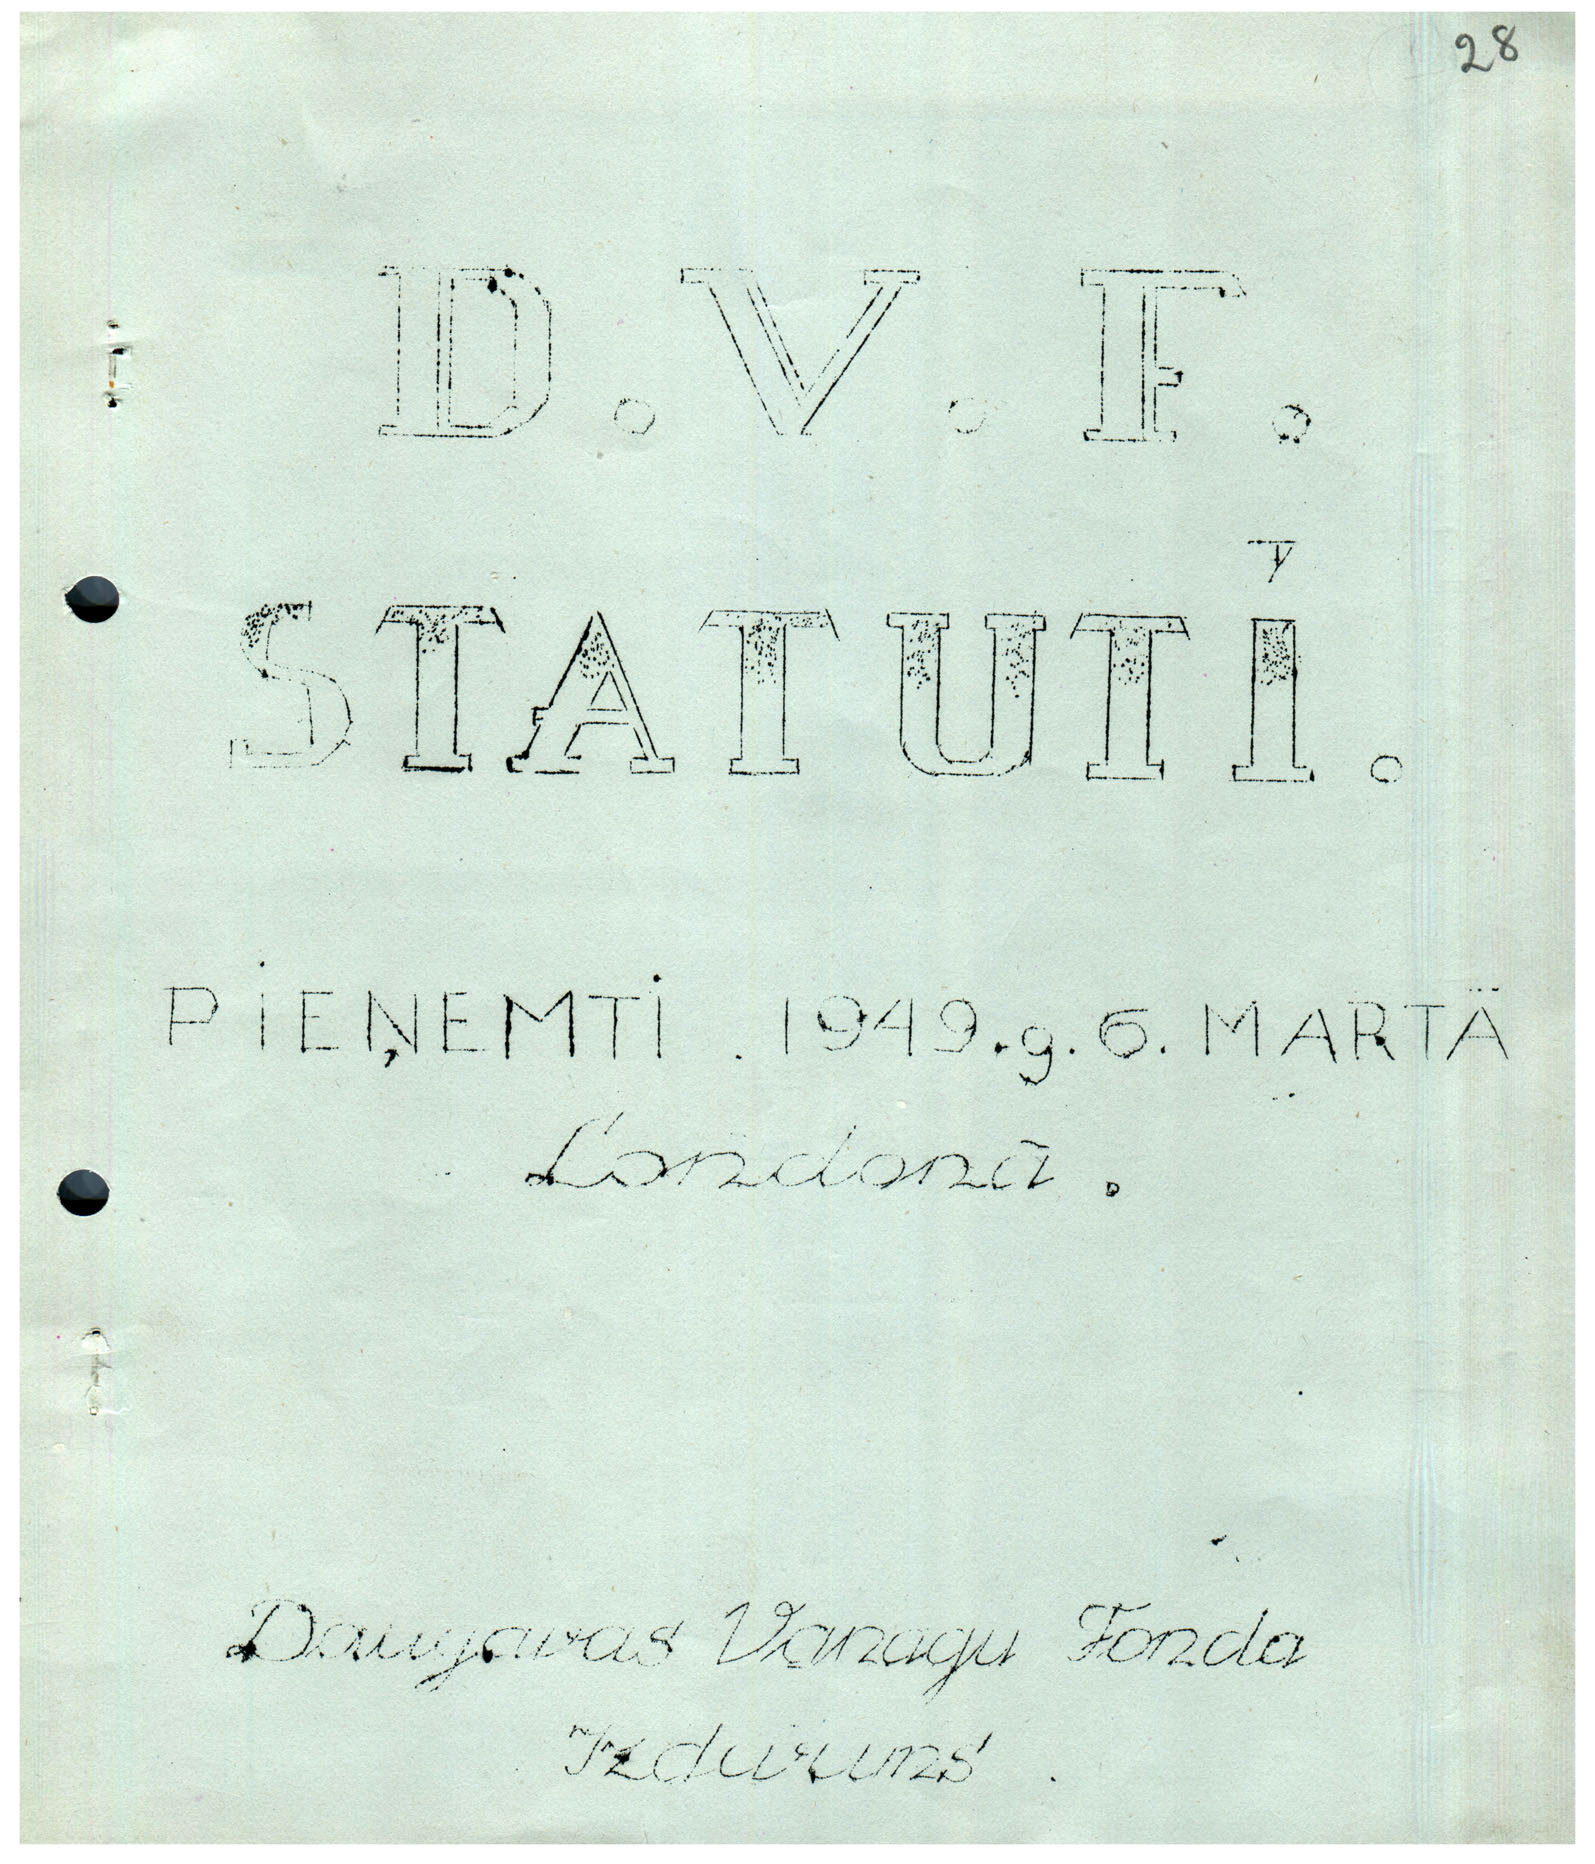 28
D.V.F.
STATUTI.
PIEŅEMTI. 1949.g.6. MARTĀ
Londonā.
Daugavas Vanagu Fonda
Izdevums.